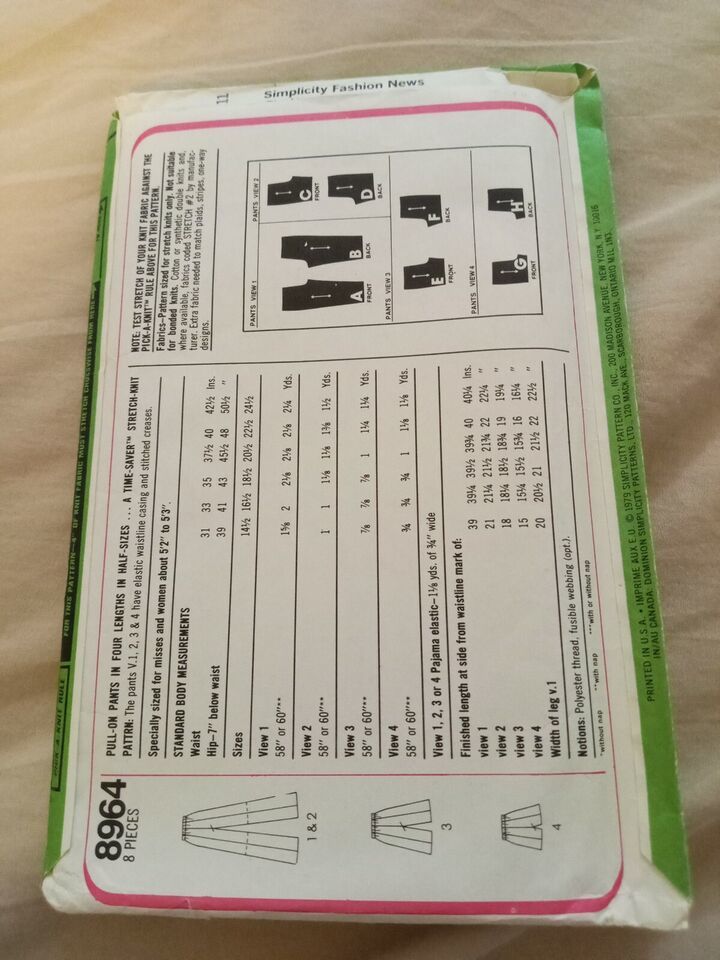 Simplicity Fashion News
11
PICK-A-KNIT RULE
FOR THIS PATTERN—4" OF KNIT FABRIC MUST STRETCH CROSSWISE FROM HERE
8964
8 PIECES
1 & 2
3
4
PULL-ON PANTS IN FOUR LENGTHS IN HALF-SIZES ... A TIME-SAVER™ STRETCH-KNIT
PATTRN: The pants V.1, 2, 3 & 4 have elastic waistline casing and stitched creases.
Specially sized for misses and women about 5'2" to 5'3".
STANDARD BODY MEASUREMENTS
Waist 31 33 35 37½ 40 42½ Ins.
Hip-7" below waist 39 41 43 45½ 48 50½ "
Sizes 14½ 16½ 18½ 20½ 22½ 24½
View 1
58" or 60"** 1⅝ 2 2⅛ 2⅛ 2⅛ 2¼ Yds.
View 2
58" or 60"** 1 1 1⅛ 1⅛ 1⅜ 1½ Yds.
View 3
58" or 60"** ⅞ ⅞ ⅞ 1 1¼ 1¼ Yds.
View 4
58" or 60"** ¾ ¾ ¾ 1 1⅛ 1⅛ Yds.
View 1, 2, 3 or 4 Pajama elastic—1⅛ yds. of ¾" wide
Finished length at side from waistline mark of:
view 1 39 39¼ 39½ 39¾ 40 40¼ Ins.
view 2 21 21¼ 21½ 21¾ 22 22¼ "
view 3 18 18¼ 18½ 18¾ 19 19¼ "
view 4 15 15¼ 15½ 15¾ 16 16¼ "
Width of leg v.1 20 20½ 21 21½ 22 22½ "
Notions: Polyester thread, fusible webbing (opt.).
*without nap **with nap ***with or without nap
NOTE: TEST STRETCH OF YOUR KNIT FABRIC AGAINST THE
PICK-A-KNIT™ RULE ABOVE FOR THIS PATTERN.
Fabrics—Pattern sized for stretch knits only. Not suitable
for bonded knits. Cotton or synthetic double knits and,
where available, fabrics coded STRETCH #2 by manufac-
turer. Extra fabric needed to match plaids, stripes, one-way
designs.
PANTS VIEW 1
A
FRONT
B
BACK
PANTS VIEW 2
C
FRONT
D
BACK
PANTS VIEW 3
E
FRONT
F
BACK
PANTS VIEW 4
G
FRONT
H
BACK
PRINTED IN U.S.A. • IMPRIME AUX E.U. © 1979 SIMPLICITY PATTERN CO. INC., 200 MADISON AVENUE, NEW YORK, N.Y. 10016
IN/AU CANADA: DOMINION SIMPLICITY PATTERNS, LTD., 120 MACK AVE., SCARBOROUGH, ONTARIO M1L 1N1.